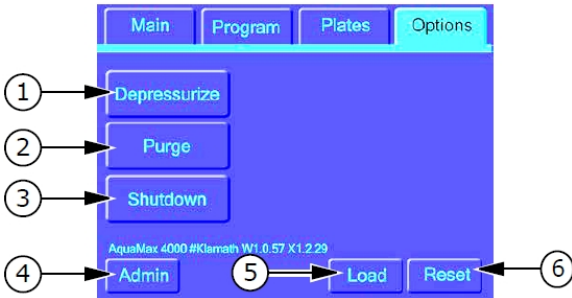 Main Program Plates Options
1 Depressurize
2 Purge
3 Shutdown
AquaMax 4000 #Klamath W1.0.57 X1.2.29
4 Admin 5 Load Reset 6